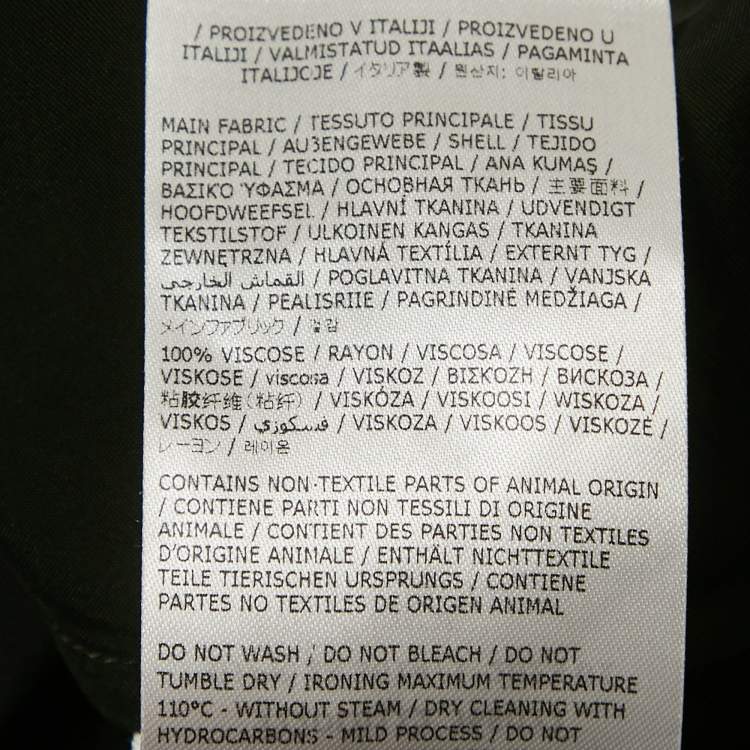 / PROIZVEDENO V ITALIJI / PROIZVEDENO U
ITALIJI / VALMISTATUD ITAALIAS / PAGAMINTA
ITALIJOJE / イタリア製 / 원산지: 이탈리아
MAIN FABRIC / TESSUTO PRINCIPALE / TISSU
PRINCIPAL / AUßENGEWEBE / SHELL / TEJIDO
PRINCIPAL / TECIDO PRINCIPAL / ANA KUMAŞ /
ΒΑΣΙΚΟ ΎΦΑΣΜΑ / ОСНОВНАЯ ТКАНЬ / 主要面料 /
HOOFDWEEFSEL / HLAVNÍ TKANINA / UDVENDIGT
TEKSTILSTOF / ULKOINEN KANGAS / TKANINA
ZEWNĘTRZNA / HLAVNÁ TEXTÍLIA / EXTERNT TYG /
القماش الخارجي / POGLAVITNA TKANINA / VANJSKA
TKANINA / PEALISRIIE / PAGRINDINĖ MEDŽIAGA /
メインファブリック / 겉감
100% VISCOSE / RAYON / VISCOSA / VISCOSE /
VISKOSE / viscosa / VISKOZ / ΒΙΣΚΟΖΗ / ВИСКОЗА /
粘胶纤维(粘纤) / VISKÓZA / VISKOOSI / WISKOZA /
VISKOS / فسكوزي / VISKOZA / VISKOOS / VISKOZĖ /
レーヨン / 레이온
CONTAINS NON-TEXTILE PARTS OF ANIMAL ORIGIN
/ CONTIENE PARTI NON TESSILI DI ORIGINE
ANIMALE / CONTIENT DES PARTIES NON TEXTILES
D'ORIGINE ANIMALE / ENTHÄLT NICHTTEXTILE
TEILE TIERISCHEN URSPRUNGS / CONTIENE
PARTES NO TEXTILES DE ORIGEN ANIMAL
DO NOT WASH / DO NOT BLEACH / DO NOT
TUMBLE DRY / IRONING MAXIMUM TEMPERATURE
110°C - WITHOUT STEAM / DRY CLEANING WITH
HYDROCARBONS - MILD PROCESS / DO NOT